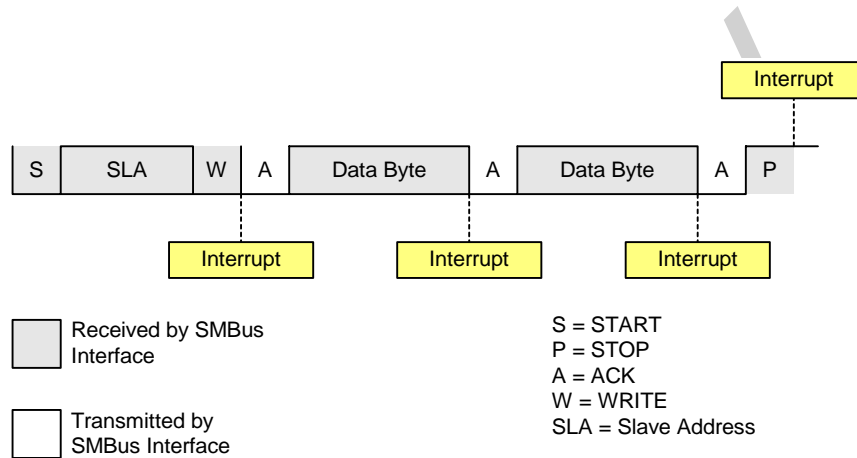 Interrupt
S SLA W A Data Byte A Data Byte A P
Interrupt Interrupt Interrupt
Received by SMBus
Interface
Transmitted by
SMBus Interface
S = START
P = STOP
A = ACK
W = WRITE
SLA = Slave Address